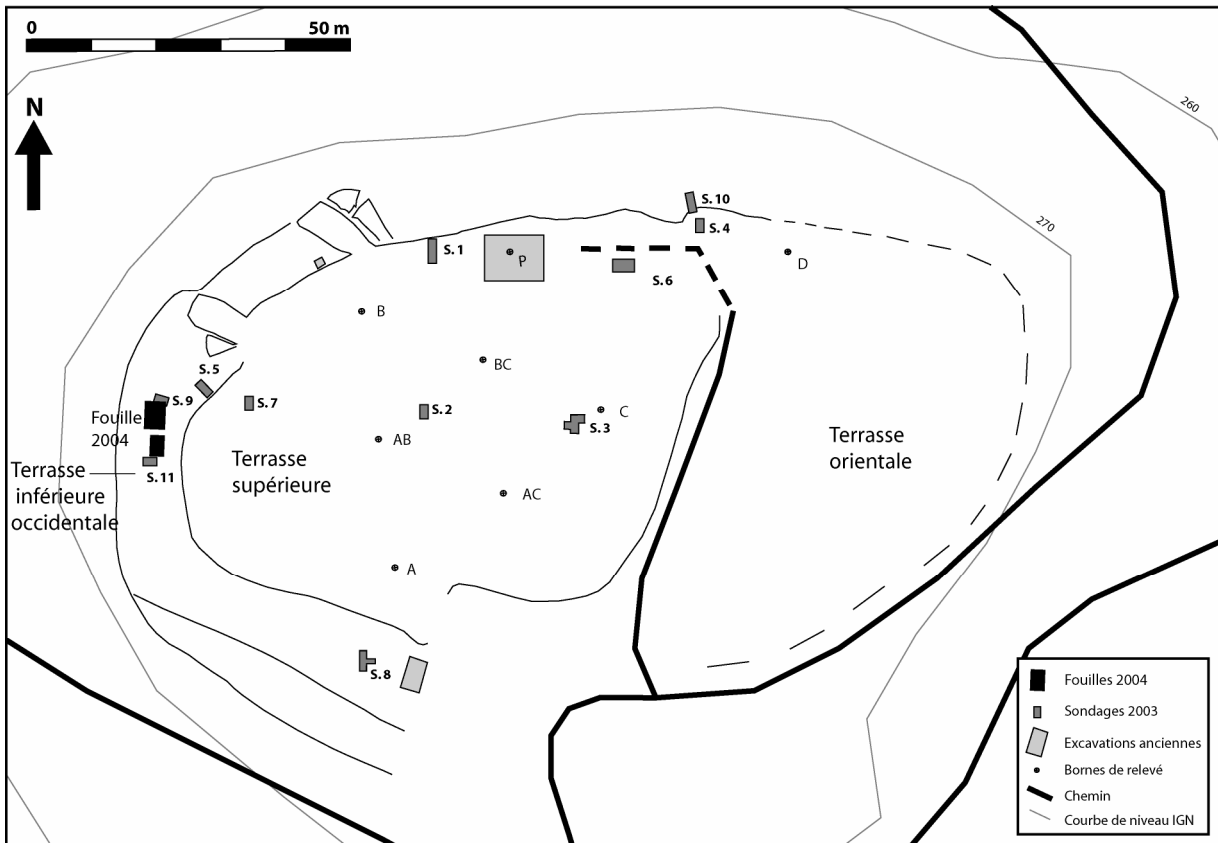 0 50 m
N
260
270
S. 10
S. 4
S. 1
P
S. 6
D
B
BC
S. 5
S. 9
S. 7
S. 2
C
S. 3
Fouille
2004
AB
Terrasse
orientale
Terrasse
supérieure
Terrasse
inférieure
occidentale
S. 11
AC
A
S. 8
Fouilles 2004
Sondages 2003
Excavations anciennes
Bornes de relevé
Chemin
Courbe de niveau IGN